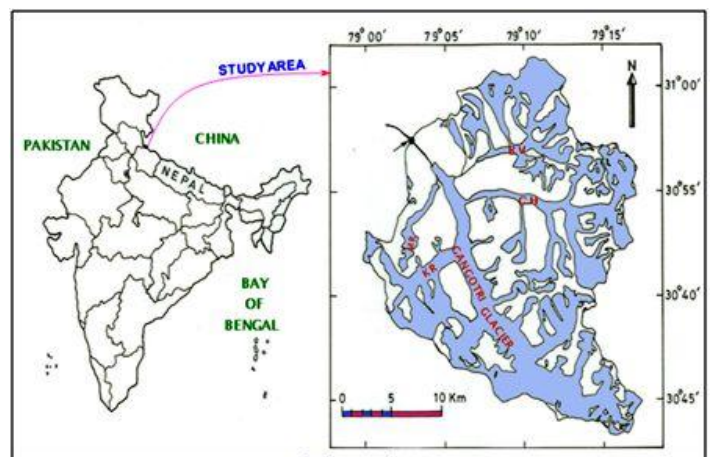 STUDY AREA
PAKISTAN
CHINA
NEPAL
BAY
OF
BENGAL
79°00' 79°05' 79°10' 79°15'
N
31°00'
30°55'
30°40'
30°45'
GANGOTRI GLACIER
KR
0 5 10 Km